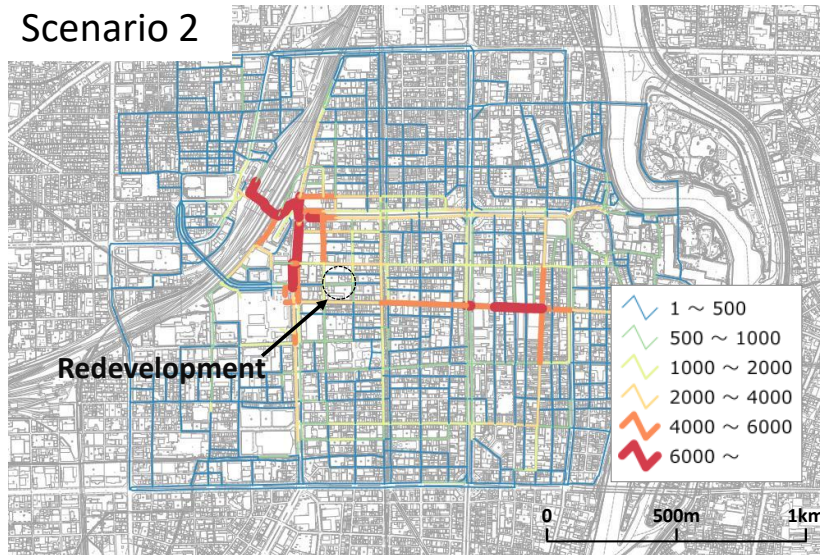 Scenario 2
Redevelopment
1 ～ 500
500 ～ 1000
1000 ～ 2000
2000 ～ 4000
4000 ～ 6000
6000 ～
0 500m 1km